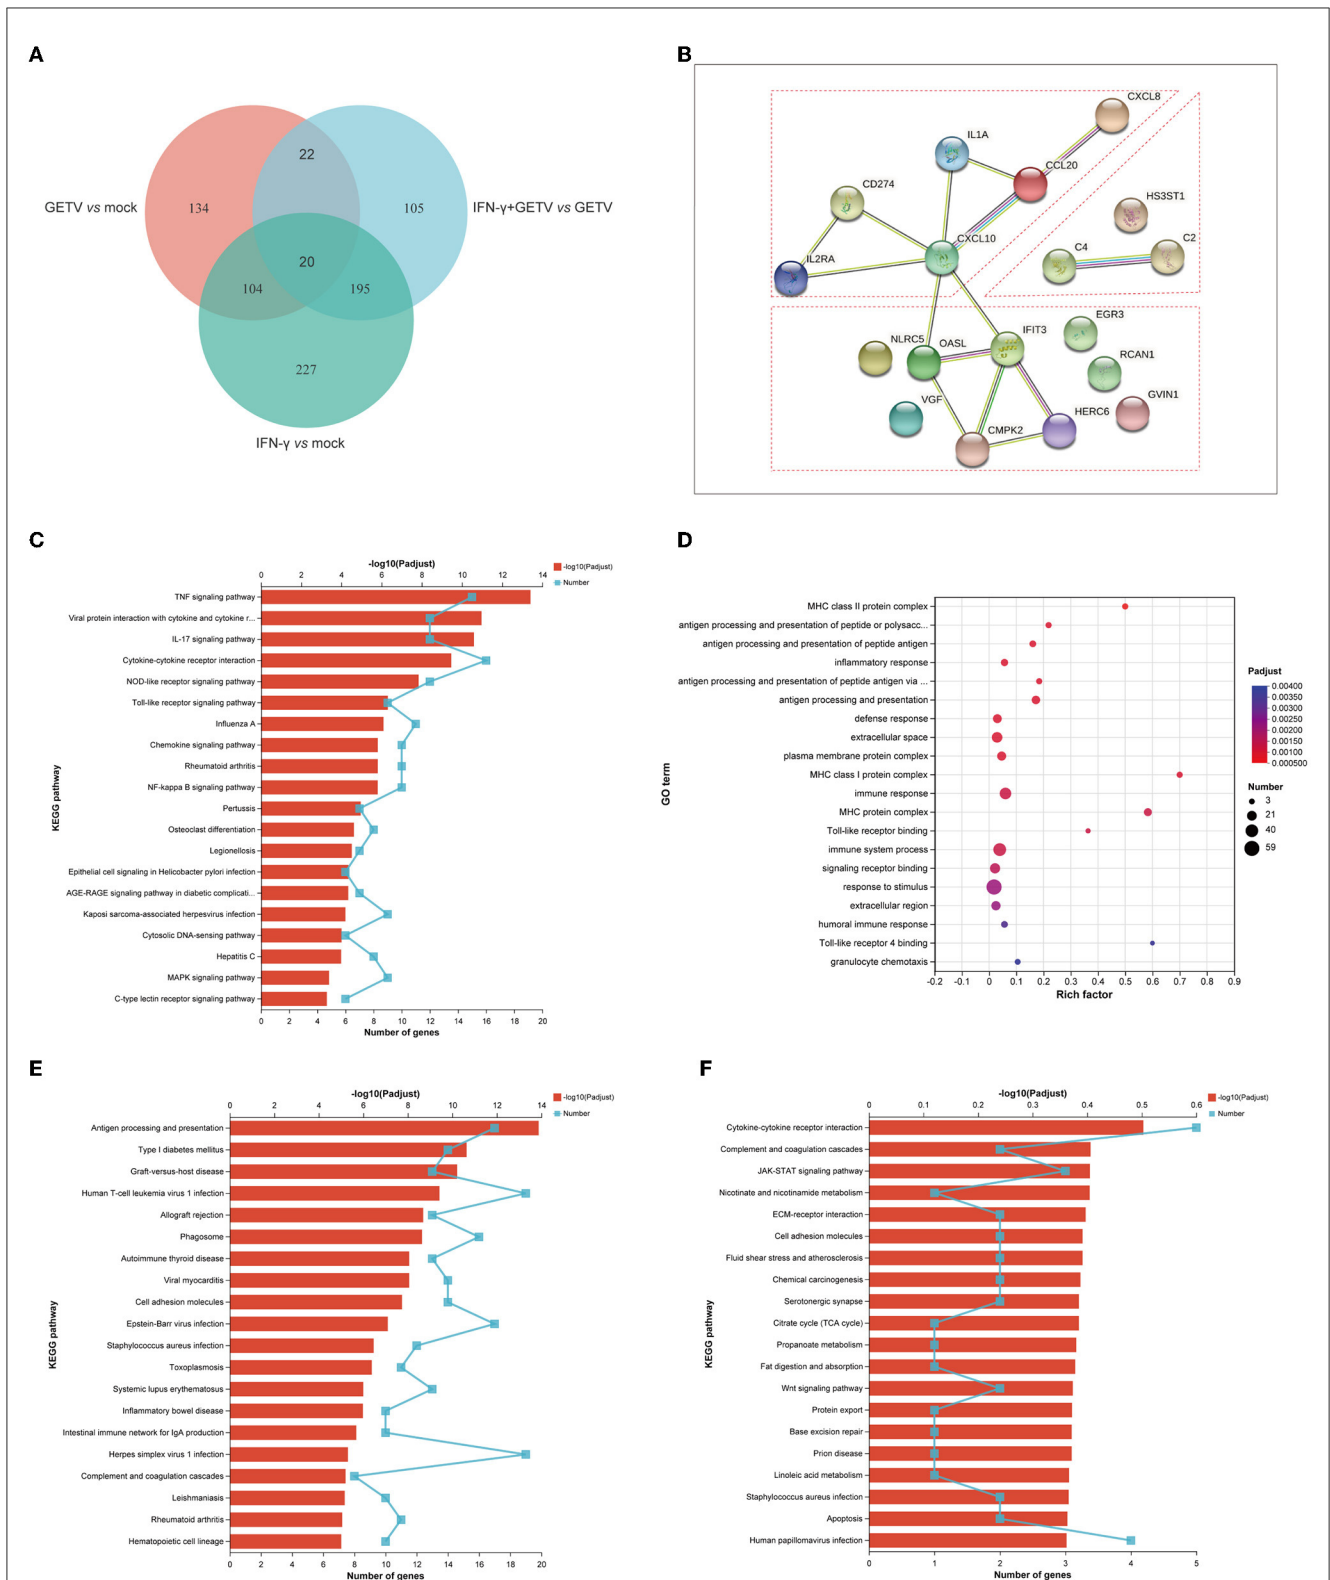 A
GETV vs mock
134
22
105
IFN-γ+GETV vs GETV
20
104
195
227
IFN-γ vs mock
B
CXCL8
IL1A
CCL20
CD274
HS3ST1
CXCL10
C4
C2
IL2RA
EGR3
IFIT3
NLRC5
OASL
RCAN1
VGF
GVIN1
HERC6
CMPK2
C
-log10(Padjust)
0 2 4 6 8 10 12 14
-log10(Padjust)
Number
KEGG pathway
TNF signaling pathway
Viral protein interaction with cytokine and cytokine r...
IL-17 signaling pathway
Cytokine-cytokine receptor interaction
NOD-like receptor signaling pathway
Toll-like receptor signaling pathway
Influenza A
Chemokine signaling pathway
Rheumatoid arthritis
NF-kappa B signaling pathway
Pertussis
Osteoclast differentiation
Legionellosis
Epithelial cell signaling in Helicobacter pylori infection
AGE-RAGE signaling pathway in diabetic complicati...
Kaposi sarcoma-associated herpesvirus infection
Cytosolic DNA-sensing pathway
Hepatitis C
MAPK signaling pathway
C-type lectin receptor signaling pathway
0 2 4 6 8 10 12 14 16 18 20
Number of genes
D
GO term
MHC class II protein complex
antigen processing and presentation of peptide or polysacc...
antigen processing and presentation of peptide antigen
inflammatory response
antigen processing and presentation of peptide antigen via ...
antigen processing and presentation
defense response
extracellular space
plasma membrane protein complex
MHC class I protein complex
immune response
MHC protein complex
Toll-like receptor binding
immune system process
signaling receptor binding
response to stimulus
extracellular region
humoral immune response
Toll-like receptor 4 binding
granulocyte chemotaxis
-0.2 -0.1 0 0.1 0.2 0.3 0.4 0.5 0.6 0.7 0.8 0.9
Rich factor
Padjust
0.00400
0.00350
0.00300
0.00250
0.00200
0.00150
0.00100
0.000500
Number
3
21
40
59
E
-log10(Padjust)
0 2 4 6 8 10 12 14
-log10(Padjust)
Number
KEGG pathway
Antigen processing and presentation
Type I diabetes mellitus
Graft-versus-host disease
Human T-cell leukemia virus 1 infection
Allograft rejection
Phagosome
Autoimmune thyroid disease
Viral myocarditis
Cell adhesion molecules
Epstein-Barr virus infection
Staphylococcus aureus infection
Toxoplasmosis
Systemic lupus erythematosus
Inflammatory bowel disease
Intestinal immune network for IgA production
Herpes simplex virus 1 infection
Complement and coagulation cascades
Leishmaniasis
Rheumatoid arthritis
Hematopoietic cell lineage
0 2 4 6 8 10 12 14 16 18 20
Number of genes
F
-log10(Padjust)
0 0.1 0.2 0.3 0.4 0.5 0.6
-log10(Padjust)
Number
KEGG pathway
Cytokine-cytokine receptor interaction
Complement and coagulation cascades
JAK-STAT signaling pathway
Nicotinate and nicotinamide metabolism
ECM-receptor interaction
Cell adhesion molecules
Fluid shear stress and atherosclerosis
Chemical carcinogenesis
Serotonergic synapse
Citrate cycle (TCA cycle)
Propanoate metabolism
Fat digestion and absorption
Wnt signaling pathway
Protein export
Base excision repair
Prion disease
Linoleic acid metabolism
Staphylococcus aureus infection
Apoptosis
Human papillomavirus infection
0 1 2 3 4 5
Number of genes